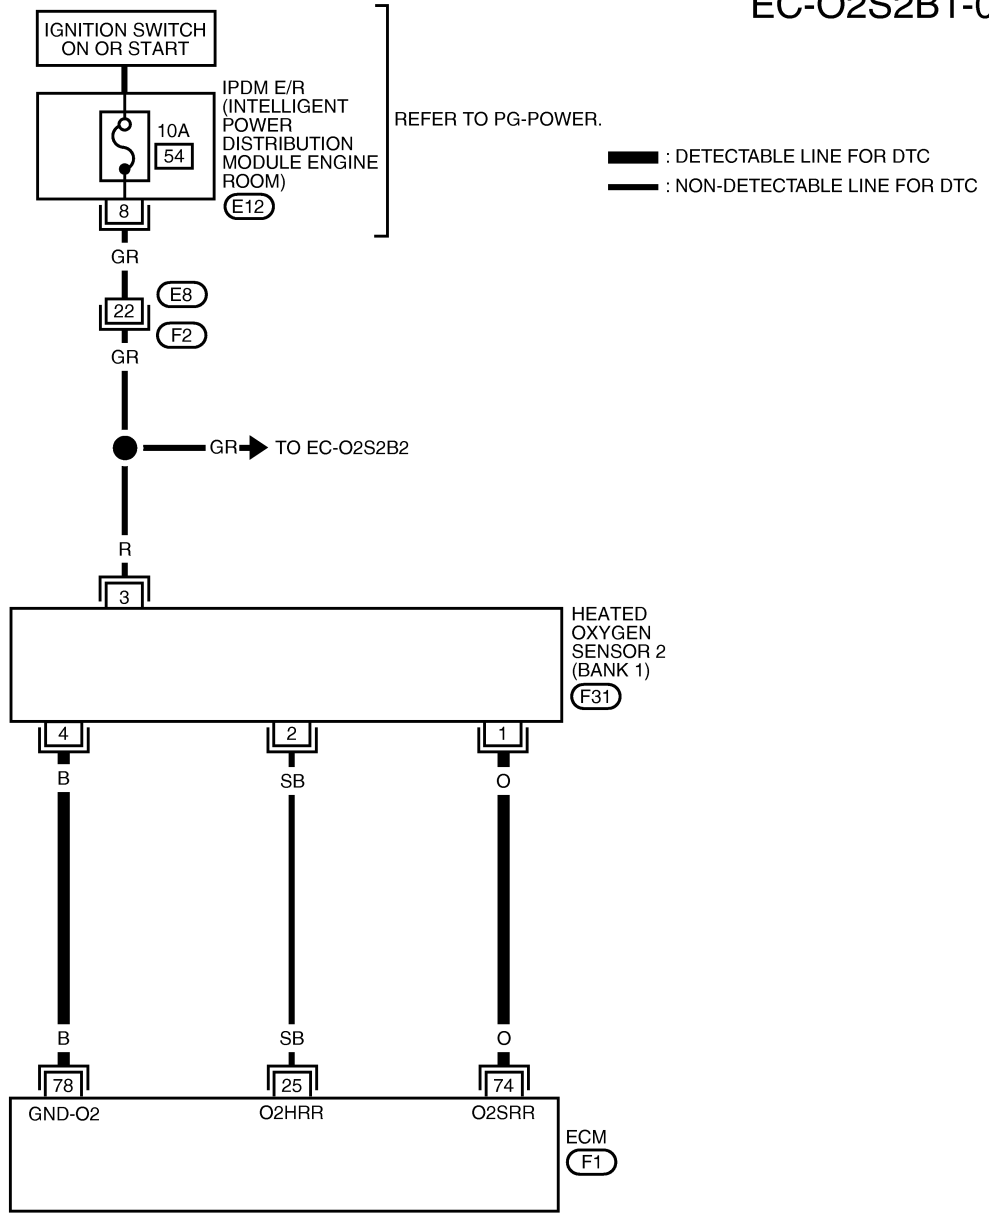 EC-O2S2B1-0
IGNITION SWITCH
ON OR START
IPDM E/R
(INTELLIGENT
POWER
DISTRIBUTION
MODULE ENGINE
ROOM)
E12
10A
54
8
REFER TO PG-POWER.
: DETECTABLE LINE FOR DTC
: NON-DETECTABLE LINE FOR DTC
GR
E8
22
F2
GR
GR
TO EC-O2S2B2
R
3
HEATED
OXYGEN
SENSOR 2
(BANK 1)
F31
4
2
1
B
SB
O
B
SB
O
78
25
74
GND-O2
O2HRR
O2SRR
ECM
F1